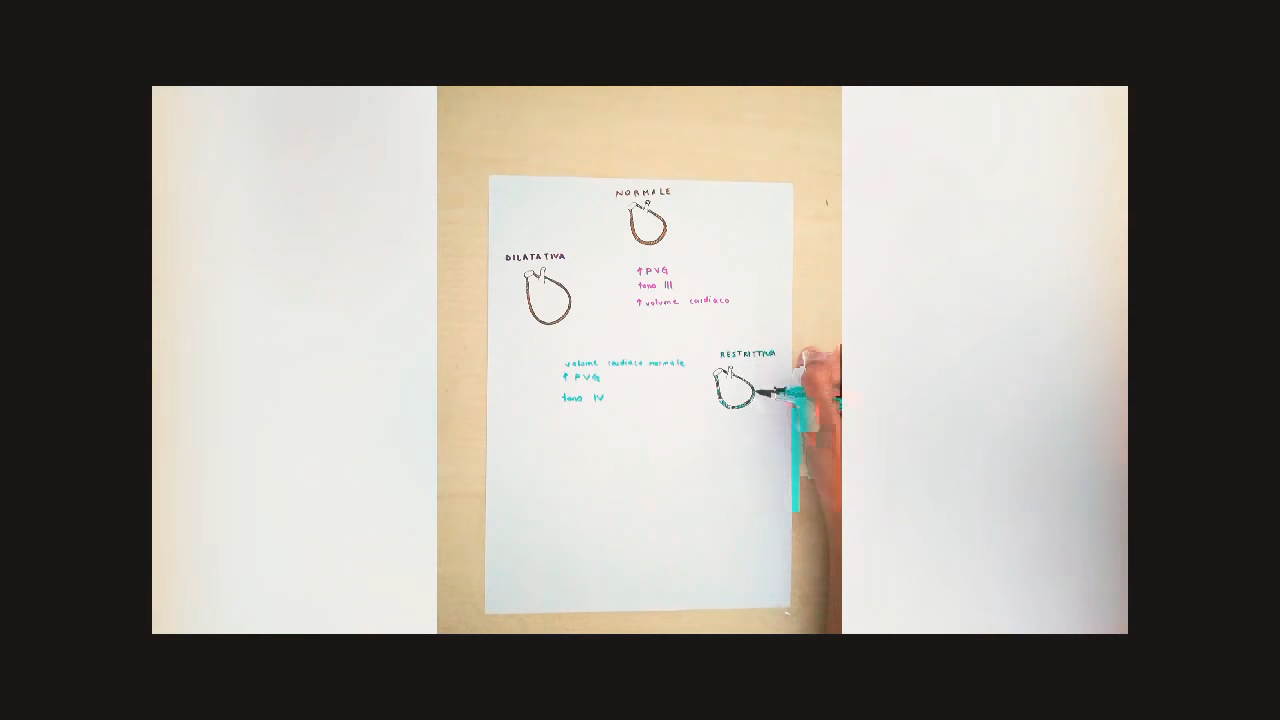 NORMALE
DILATATIVA
↑ PVG
tono III
↑ volume cardiaco
RESTRITTIVA
volume cardiaco normale
↑ PVG
tono IV